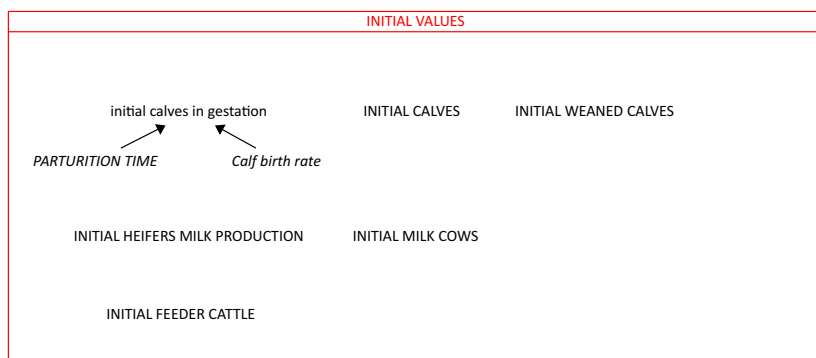 INITIAL VALUES
initial calves in gestation INITIAL CALVES INITIAL WEANED CALVES
PARTURITION TIME Calf birth rate
INITIAL HEIFERS MILK PRODUCTION INITIAL MILK COWS
INITIAL FEEDER CATTLE